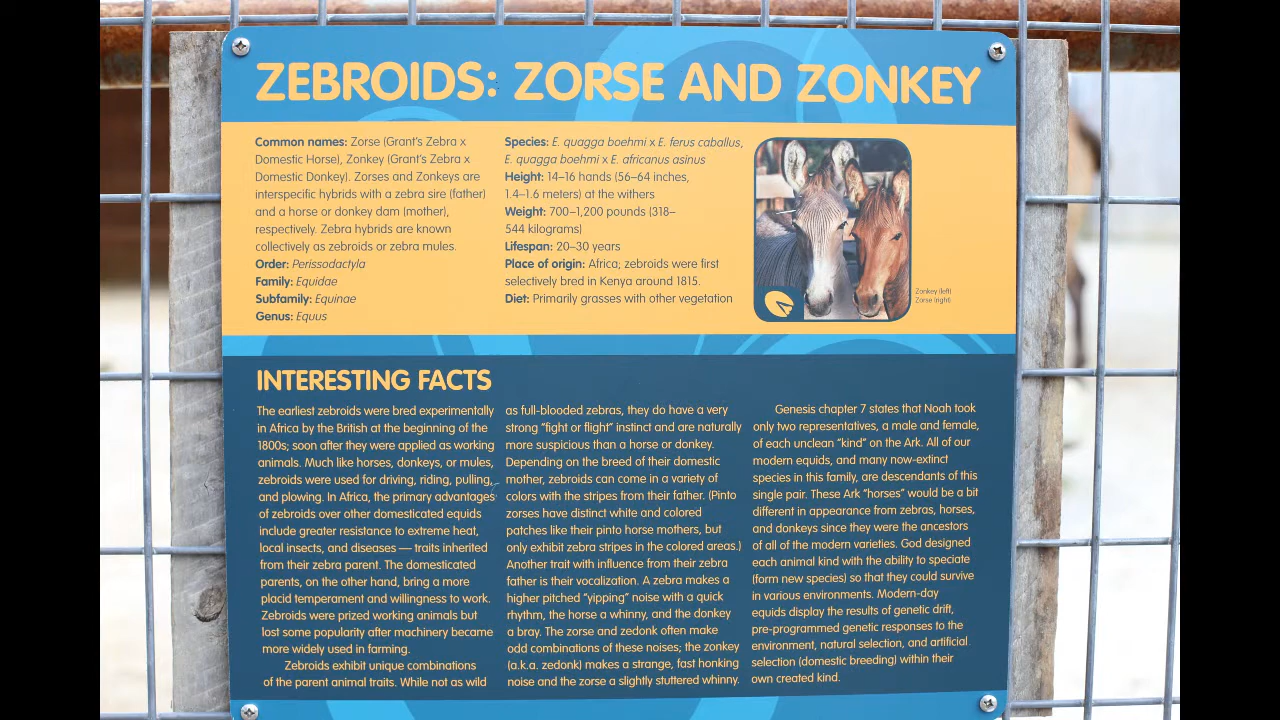 ZEBROIDS: ZORSE AND ZONKEY
Common names: Zorse (Grant's Zebra x
Domestic Horse), Zonkey (Grant's Zebra x
Domestic Donkey). Zorses and Zonkeys are
interspecific hybrids with a zebra sire (father)
and a horse or donkey dam (mother),
respectively. Zebra hybrids are known
collectively as zebroids or zebra mules.
Order: Perissodactyla
Family: Equidae
Subfamily: Equinae
Genus: Equus
Species: E. quagga boehmi x E. ferus caballus,
E. quagga boehmi x E. africanus asinus
Height: 14–16 hands (56–64 inches,
1.4–1.6 meters) at the withers
Weight: 700–1,200 pounds (318–
544 kilograms)
Lifespan: 20–30 years
Place of origin: Africa; zebroids were first
selectively bred in Kenya around 1815.
Diet: Primarily grasses with other vegetation
Zonkey (left)
Zorse (right)
INTERESTING FACTS
The earliest zebroids were bred experimentally
in Africa by the British at the beginning of the
1800s; soon after they were applied as working
animals. Much like horses, donkeys, or mules,
zebroids were used for driving, riding, pulling,
and plowing. In Africa, the primary advantages
of zebroids over other domesticated equids
include greater resistance to extreme heat,
local insects, and diseases — traits inherited
from their zebra parent. The domesticated
parents, on the other hand, bring a more
placid temperament and willingness to work.
Zebroids were prized working animals but
lost some popularity after machinery became
more widely used in farming.
Zebroids exhibit unique combinations
of the parent animal traits. While not as wild
as full-blooded zebras, they do have a very
strong "fight or flight" instinct and are naturally
more suspicious than a horse or donkey.
Depending on the breed of their domestic
mother, zebroids can come in a variety of
colors with the stripes from their father. (Pinto
zorses have distinct white and colored
patches like their pinto horse mothers, but
only exhibit zebra stripes in the colored areas.)
Another trait with influence from their zebra
father is their vocalization. A zebra makes a
higher pitched "yipping" noise with a quick
rhythm, the horse a whinny, and the donkey
a bray. The zorse and zedonk often make
odd combinations of these noises; the zonkey
(a.k.a. zedonk) makes a strange, fast honking
noise and the zorse a slightly stuttered whinny.
Genesis chapter 7 states that Noah took
only two representatives, a male and female,
of each unclean "kind" on the Ark. All of our
modern equids, and many now-extinct
species in this family, are descendants of this
single pair. These Ark "horses" would be a bit
different in appearance from zebras, horses,
and donkeys since they were the ancestors
of all of the modern varieties. God designed
each animal kind with the ability to speciate
(form new species) so that they could survive
in various environments. Modern-day
equids display the results of genetic drift,
pre-programmed genetic responses to the
environment, natural selection, and artificial
selection (domestic breeding) within their
own created kind.